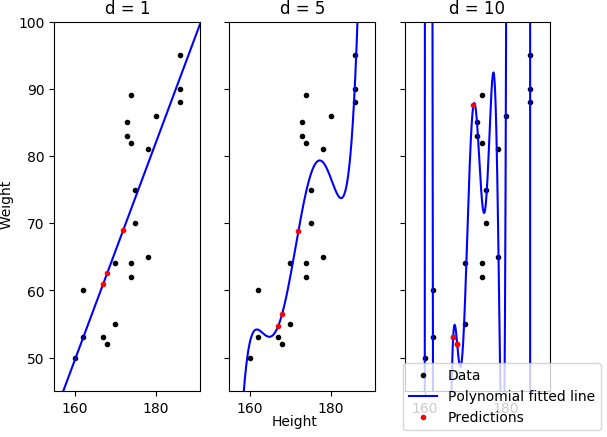 d = 1
d = 5
d = 10
Weight
100
90
80
70
60
50
160
180
160
180
160
180
Height
Data
Polynomial fitted line
Predictions